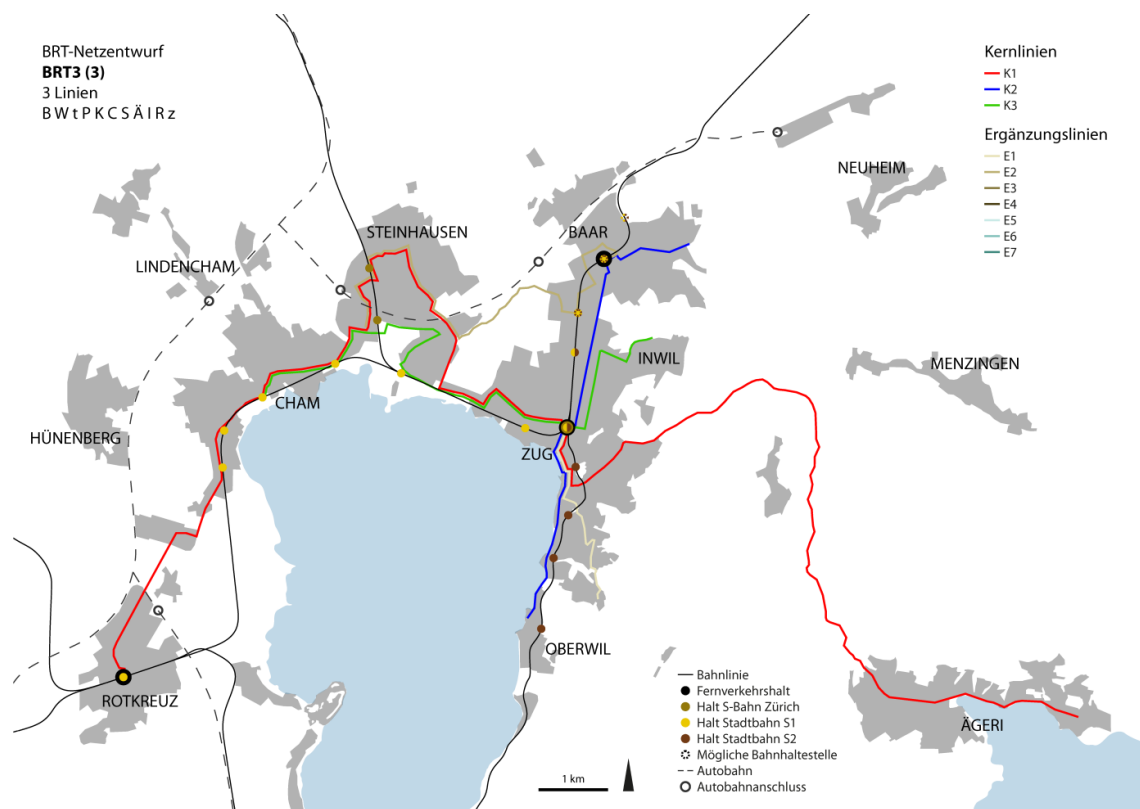 BRT-Netzentwurf
BRT3 (3)
3 Linien
B W t P K C S Ä I R z
Kernlinien
K1
K2
K3
Ergänzungslinien
E1
E2
E3
E4
E5
E6
E7
NEUHEIM
STEINHAUSEN
BAAR
LINDENCHAM
INWIL
MENZINGEN
CHAM
HÜNENBERG
ZUG
OBERWIL
ROTKREUZ
ÄGERI
Bahnlinie
Fernverkehrshalt
Halt S-Bahn Zürich
Halt Stadtbahn S1
Halt Stadtbahn S2
Mögliche Bahnhaltestelle
Autobahn
Autobahnanschluss
1 km